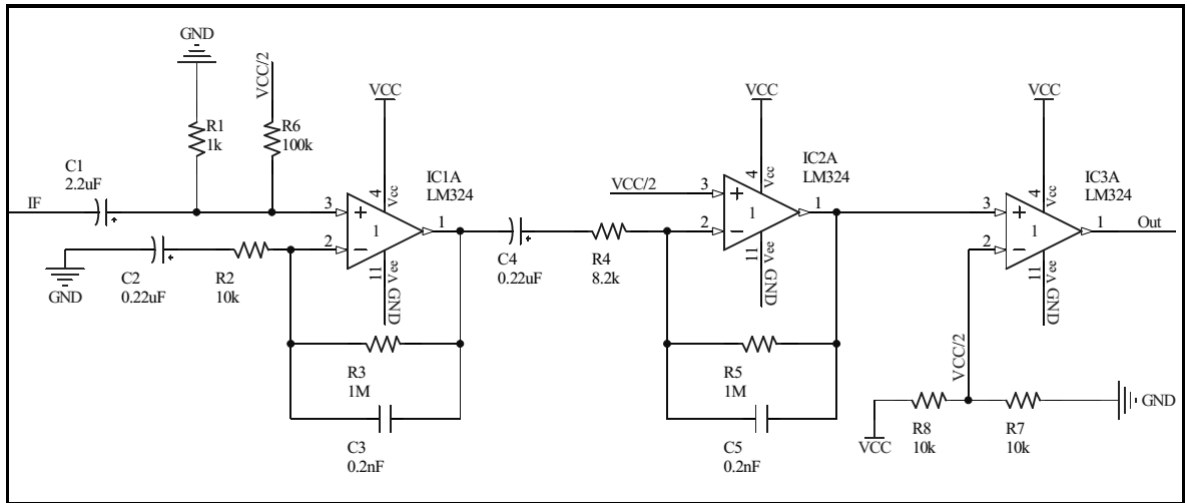 GND
VCC/2
R1
1k
R6
100k
C1
2.2uF
IF
VCC
IC1A
LM324
3
+
4
Vcc
1
1
2
−
11
Vee
GND
GND
C2
0.22uF
R2
10k
R3
1M
C3
0.2nF
C4
0.22uF
R4
8.2k
VCC
IC2A
LM324
VCC/2
3
+
4
Vcc
1
1
2
−
11
Vee
GND
R5
1M
C5
0.2nF
VCC
IC3A
LM324
3
+
4
Vcc
1
1
Out
2
−
11
Vee
GND
VCC/2
VCC
R8
10k
R7
10k
GND